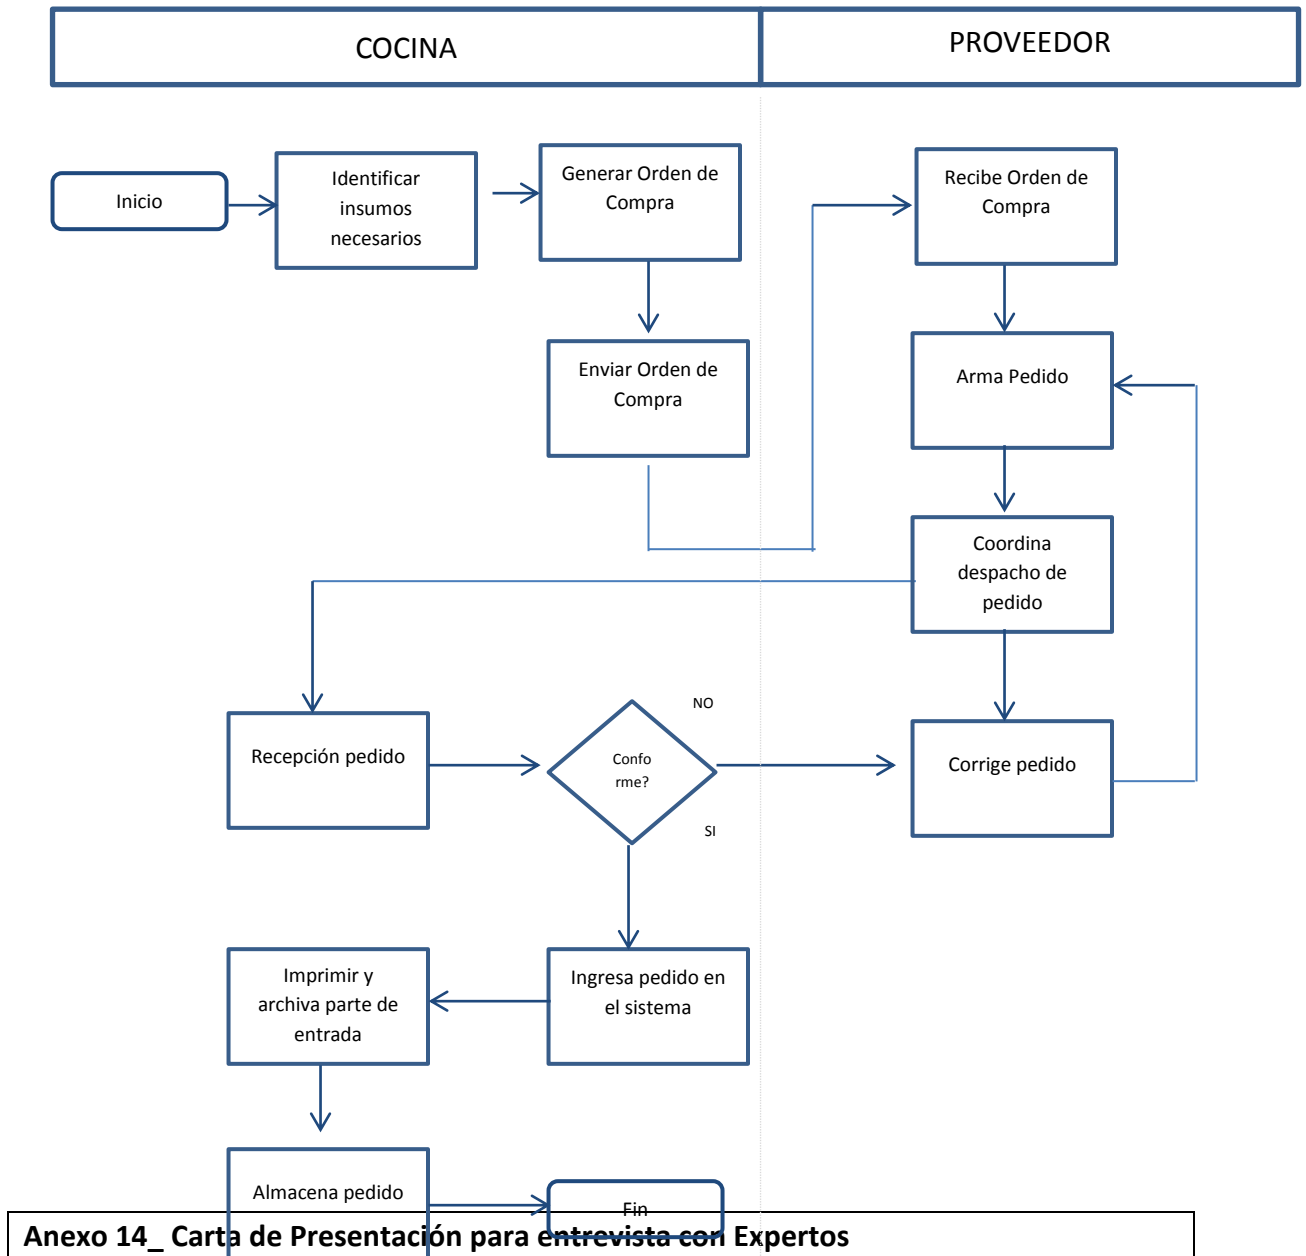 COCINA
PROVEEDOR
Inicio
Identificar
insumos
necesarios
Generar Orden de
Compra
Recibe Orden de
Compra
Enviar Orden de
Compra
Arma Pedido
Coordina
despacho de
pedido
Recepción pedido
Confo
rme?
NO
SI
Corrige pedido
Imprimir y
archiva parte de
entrada
Ingresa pedido en
el sistema
Almacena pedido
Fin
Anexo 14_ Carta de Presentación para entrevista con Expertos